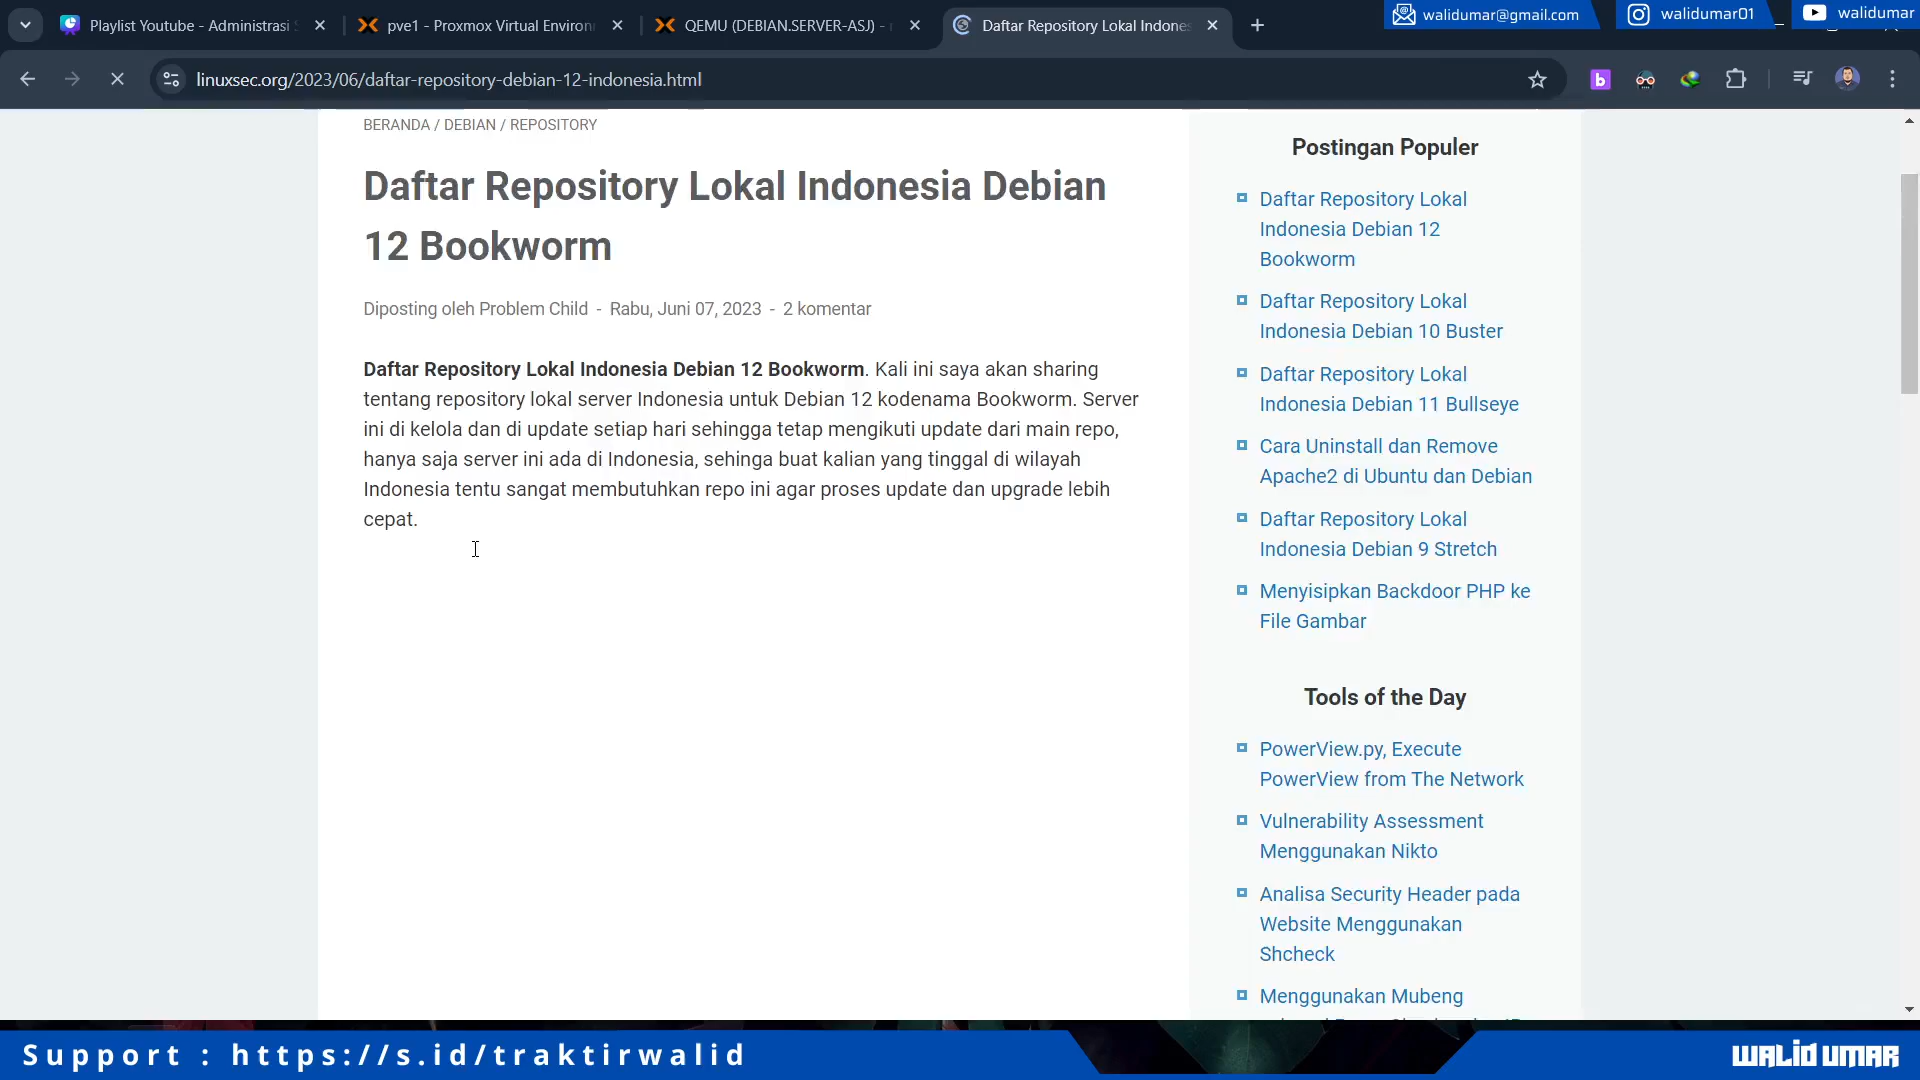 Playlist Youtube - Administrasi
pve1 - Proxmox Virtual Environ
QEMU (DEBIAN.SERVER-ASJ) -
Daftar Repository Lokal Indones
walidumar@gmail.com
walidumar01
walidumar
linuxsec.org/2023/06/daftar-repository-debian-12-indonesia.html
BERANDA / DEBIAN / REPOSITORY
Daftar Repository Lokal Indonesia Debian
12 Bookworm
Diposting oleh Problem Child - Rabu, Juni 07, 2023 - 2 komentar
Daftar Repository Lokal Indonesia Debian 12 Bookworm. Kali ini saya akan sharing
tentang repository lokal server Indonesia untuk Debian 12 kodenama Bookworm. Server
ini di kelola dan di update setiap hari sehingga tetap mengikuti update dari main repo,
hanya saja server ini ada di Indonesia, sehinga buat kalian yang tinggal di wilayah
Indonesia tentu sangat membutuhkan repo ini agar proses update dan upgrade lebih
cepat.
Postingan Populer
Daftar Repository Lokal
Indonesia Debian 12
Bookworm
Daftar Repository Lokal
Indonesia Debian 10 Buster
Daftar Repository Lokal
Indonesia Debian 11 Bullseye
Cara Uninstall dan Remove
Apache2 di Ubuntu dan Debian
Daftar Repository Lokal
Indonesia Debian 9 Stretch
Menyisipkan Backdoor PHP ke
File Gambar
Tools of the Day
PowerView.py, Execute
PowerView from The Network
Vulnerability Assessment
Menggunakan Nikto
Analisa Security Header pada
Website Menggunakan
Shcheck
Menggunakan Mubeng
Support : https://s.id/traktirwalid
WALID UMAR